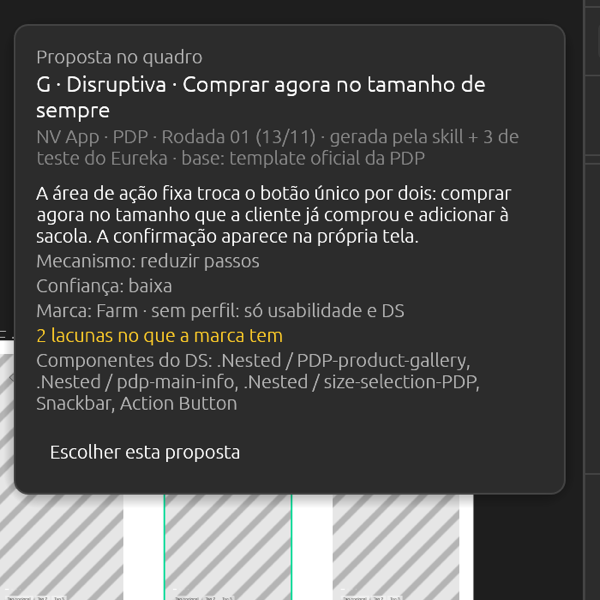 Proposta no quadro
G · Disruptiva · Comprar agora no tamanho de
sempre
NV App · PDP · Rodada 01 (13/11) · gerada pela skill + 3 de
teste do Eureka · base: template oficial da PDP
A área de ação fixa troca o botão único por dois: comprar
agora no tamanho que a cliente já comprou e adicionar à
sacola. A confirmação aparece na própria tela.
Mecanismo: reduzir passos
Confiança: baixa
Marca: Farm · sem perfil: só usabilidade e DS
2 lacunas no que a marca tem
Componentes do DS: .Nested / PDP-product-gallery,
.Nested / pdp-main-info, .Nested / size-selection-PDP,
Snackbar, Action Button
Escolher esta proposta